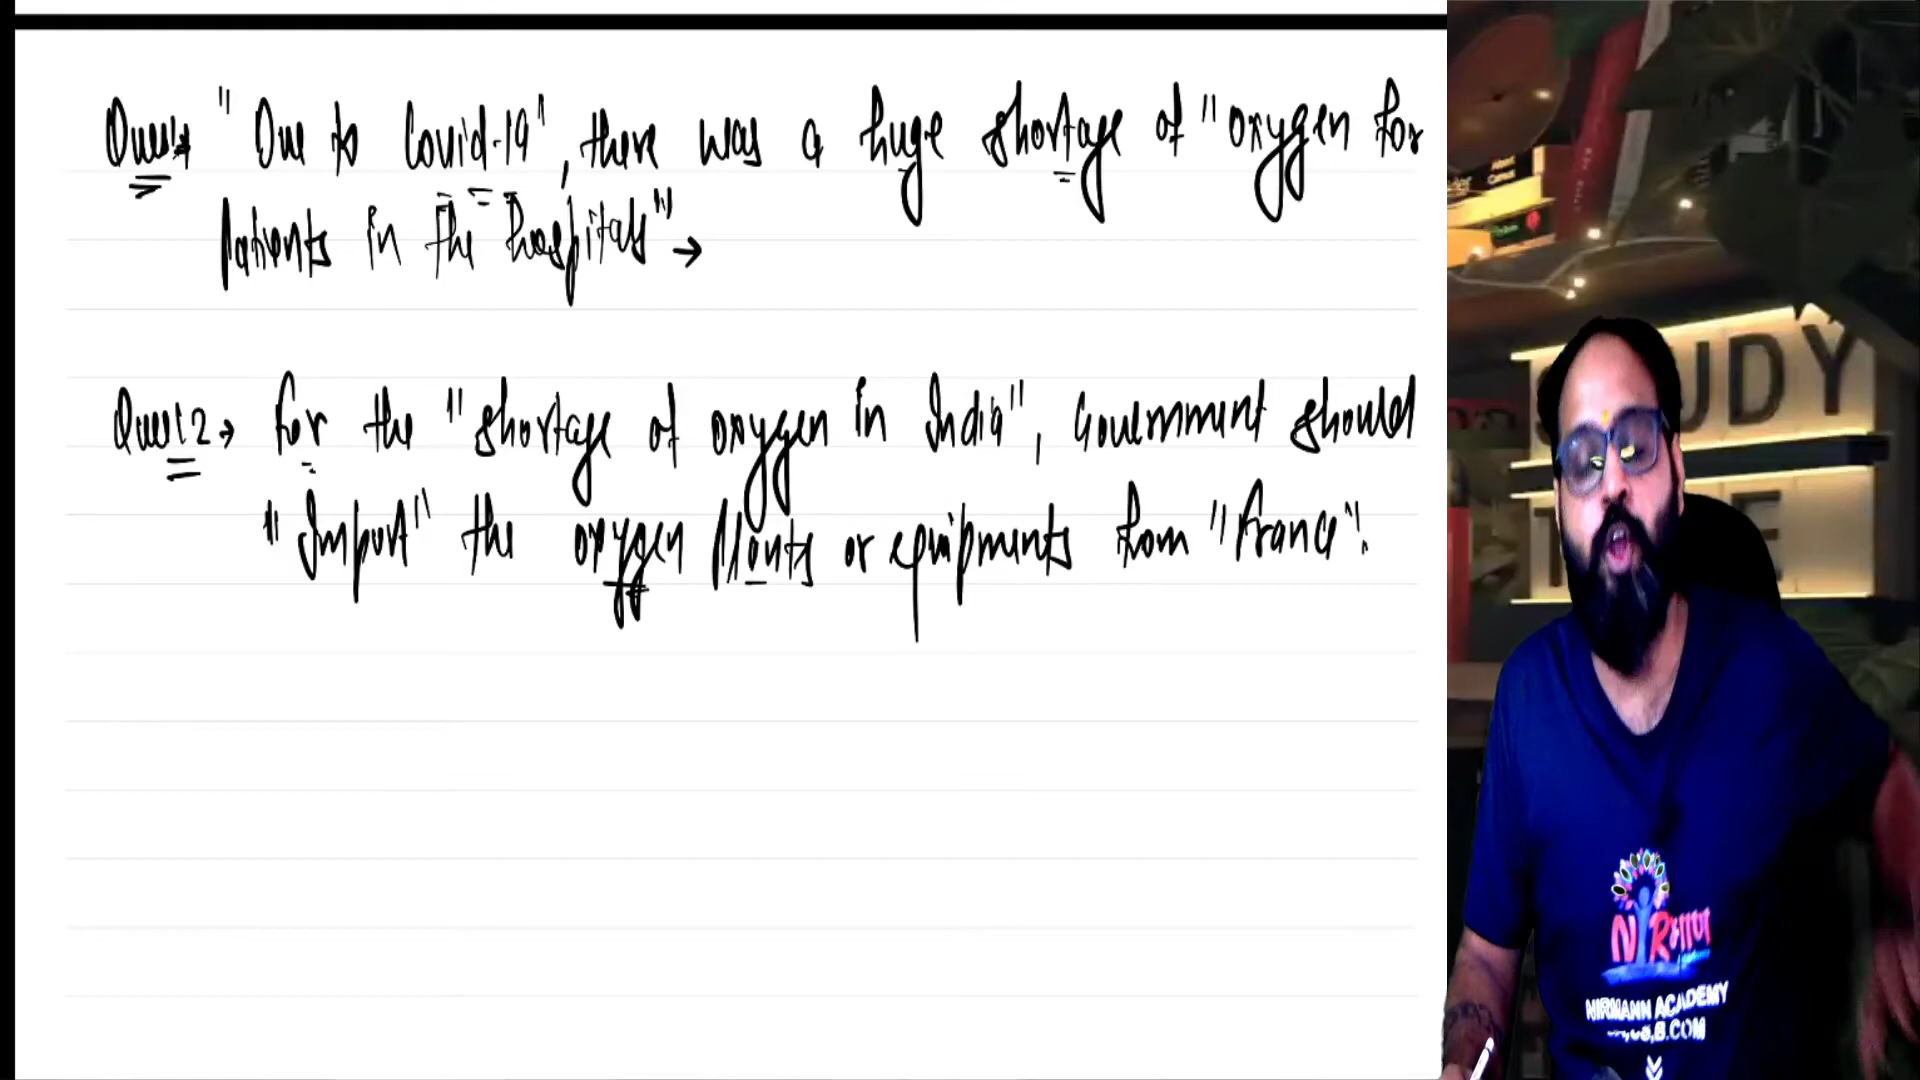 Ques1→ "Due to Covid-19", there was a huge shortage of "oxygen for
Patients in the hospitals" →
Ques2→ For the "shortage of oxygen in India", Government should
"Import" the oxygen Plants or equipments from "France".
STUDY
NIRMANN ACADEMY